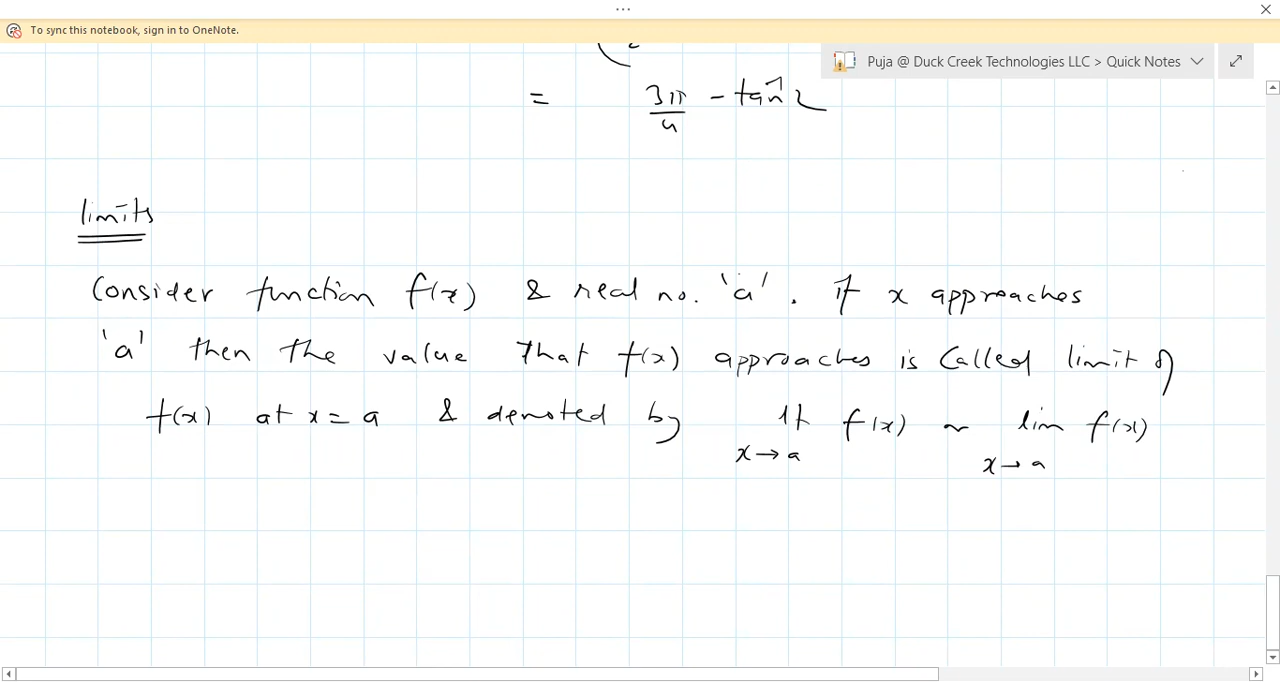 To sync this notebook, sign in to OneNote.
Puja @ Duck Creek Technologies LLC > Quick Notes
= 3π/4 - tan⁻¹ 2
limits
Consider function f(x) & real no. 'a'. if x approaches
'a' then the value that f(x) approaches is called limit of
f(x) at x = a & denoted by lt f(x) or lim f(x)
x→a x→a